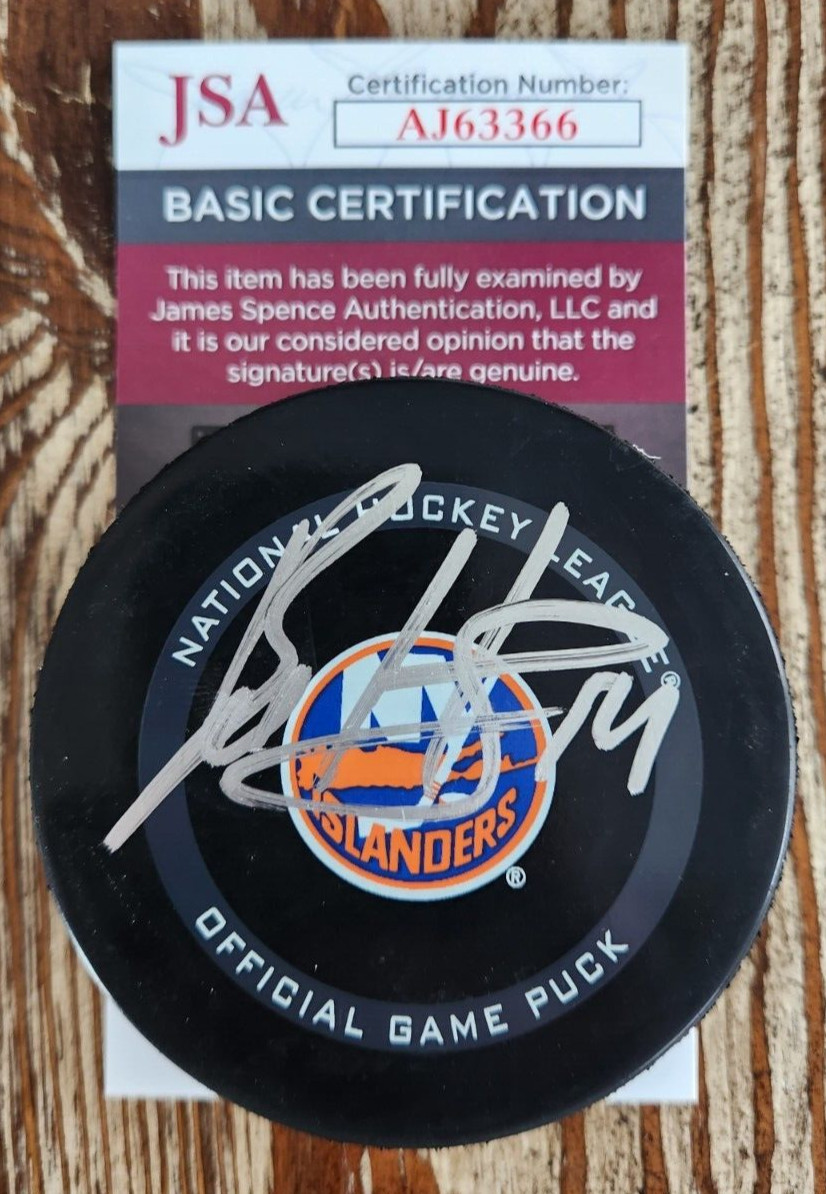 JSA
Certification Number:
AJ63366
BASIC CERTIFICATION
This item has been fully examined by
James Spence Authentication, LLC and
it is our considered opinion that the
signature(s) is/are genuine.
NATIONAL HOCKEY LEAGUE®
14
NY
ISLANDERS
®
OFFICIAL GAME PUCK